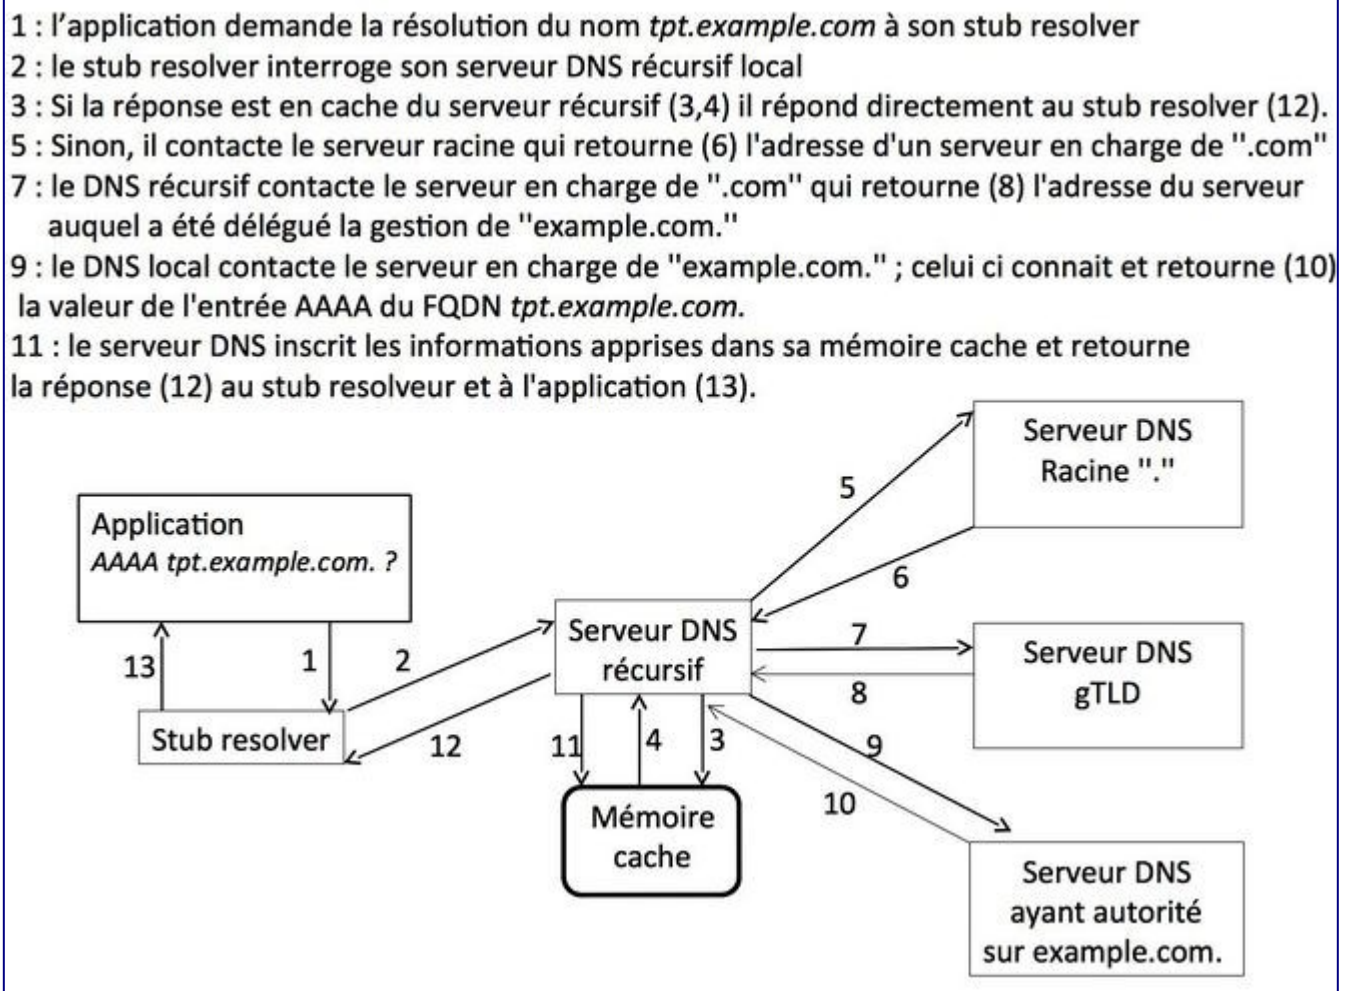 1 : l'application demande la résolution du nom tpt.example.com à son stub resolver
2 : le stub resolver interroge son serveur DNS récursif local
3 : Si la réponse est en cache du serveur récursif (3,4) il répond directement au stub resolver (12).
5 : Sinon, il contacte le serveur racine qui retourne (6) l'adresse d'un serveur en charge de ".com"
7 : le DNS récursif contacte le serveur en charge de ".com" qui retourne (8) l'adresse du serveur
auquel a été délégué la gestion de "example.com."
9 : le DNS local contacte le serveur en charge de "example.com." ; celui ci connait et retourne (10)
la valeur de l'entrée AAAA du FQDN tpt.example.com.
11 : le serveur DNS inscrit les informations apprises dans sa mémoire cache et retourne
la réponse (12) au stub resolveur et à l'application (13).
Serveur DNS
Racine "."
5
Application
AAAA tpt.example.com. ?
6
Serveur DNS
récursif
7
8
Serveur DNS
gTLD
13
1
2
Stub resolver
12
11
4
3
9
10
Mémoire
cache
Serveur DNS
ayant autorité
sur example.com.